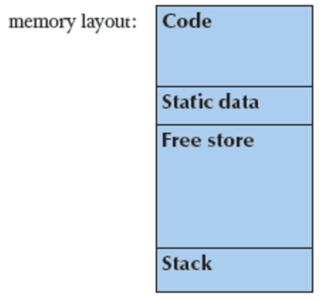 memory layout:
Code
Static data
Free store
Stack